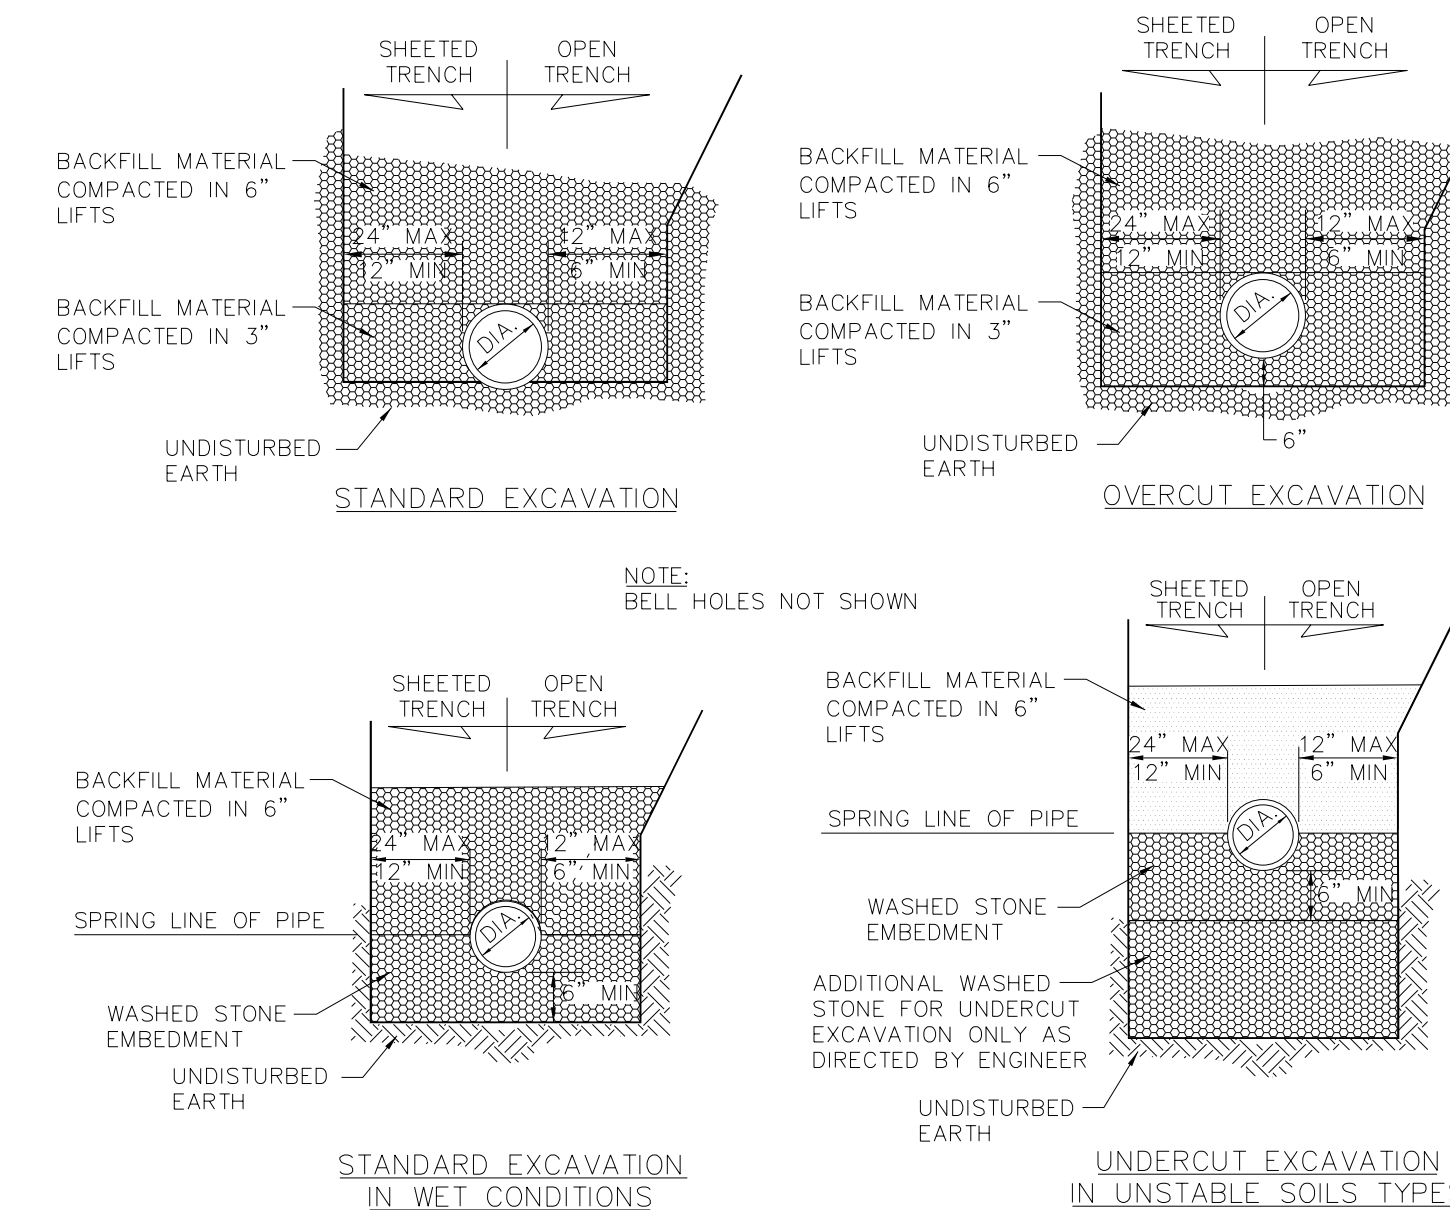 SHEETED
TRENCH
OPEN
TRENCH
BACKFILL MATERIAL
COMPACTED IN 6"
LIFTS
24" MAX
12" MIN
12" MAX
6" MIN
BACKFILL MATERIAL
COMPACTED IN 3"
LIFTS
DIA.
UNDISTURBED
EARTH
STANDARD EXCAVATION
SHEETED
TRENCH
OPEN
TRENCH
BACKFILL MATERIAL
COMPACTED IN 6"
LIFTS
24" MAX
12" MIN
12" MAX
6" MIN
BACKFILL MATERIAL
COMPACTED IN 3"
LIFTS
DIA.
6"
UNDISTURBED
EARTH
OVERCUT EXCAVATION
NOTE:
BELL HOLES NOT SHOWN
SHEETED
TRENCH
OPEN
TRENCH
BACKFILL MATERIAL
COMPACTED IN 6"
LIFTS
24" MAX
12" MIN
12" MAX
6" MIN
SPRING LINE OF PIPE
DIA.
6" MIN
WASHED STONE
EMBEDMENT
UNDISTURBED
EARTH
STANDARD EXCAVATION
IN WET CONDITIONS
SHEETED
TRENCH
OPEN
TRENCH
BACKFILL MATERIAL
COMPACTED IN 6"
LIFTS
24" MAX
12" MIN
12" MAX
6" MIN
SPRING LINE OF PIPE
DIA.
6" MIN
WASHED STONE
EMBEDMENT
ADDITIONAL WASHED
STONE FOR UNDERCUT
EXCAVATION ONLY AS
DIRECTED BY ENGINEER
UNDISTURBED
EARTH
UNDERCUT EXCAVATION
IN UNSTABLE SOILS TYPES